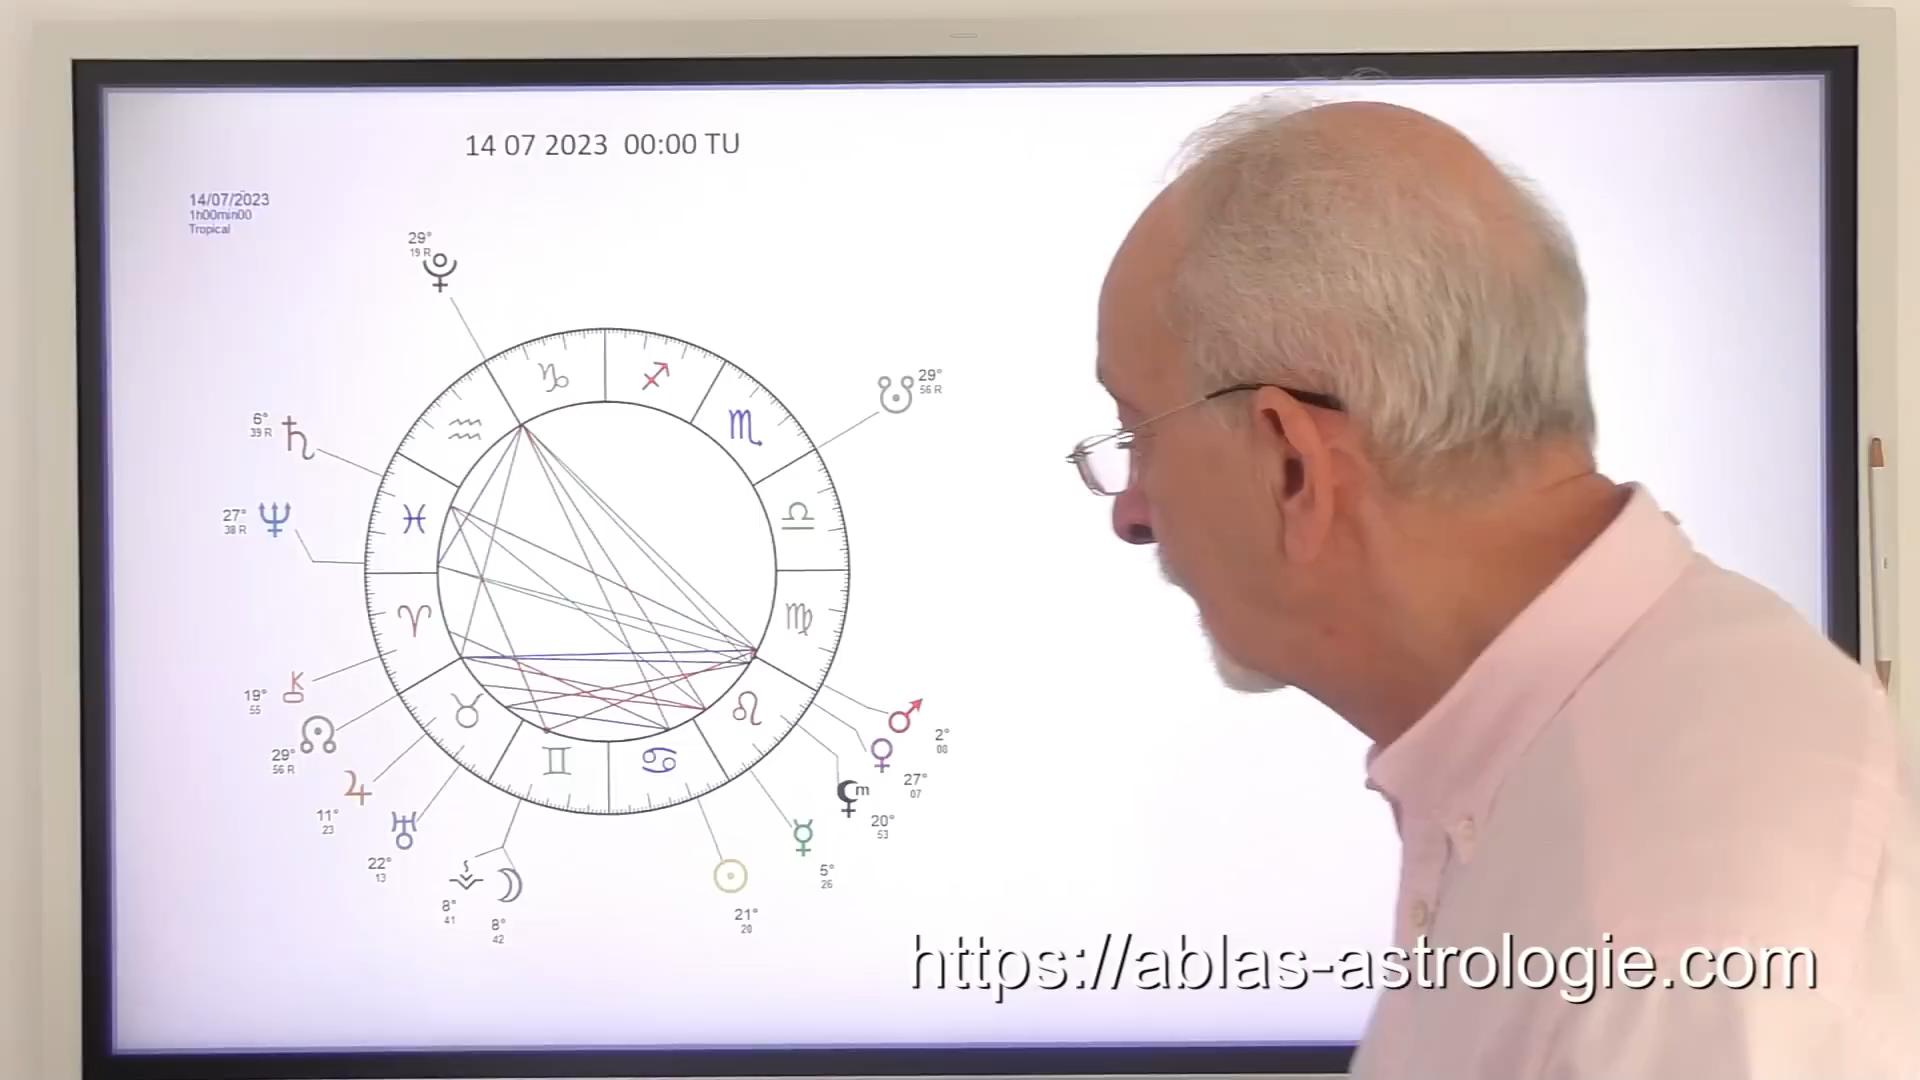 14 07 2023 00:00 TU
14/07/2023
1h00min00
Tropical
29°
19 R
29°
56 R
6°
39 R
27°
38 R
19°
55
29°
56 R
11°
23
22°
13
8°
41
8°
42
21°
20
5°
26
m
20°
53
27°
07
2°
08
https://ablas-astrologie.com